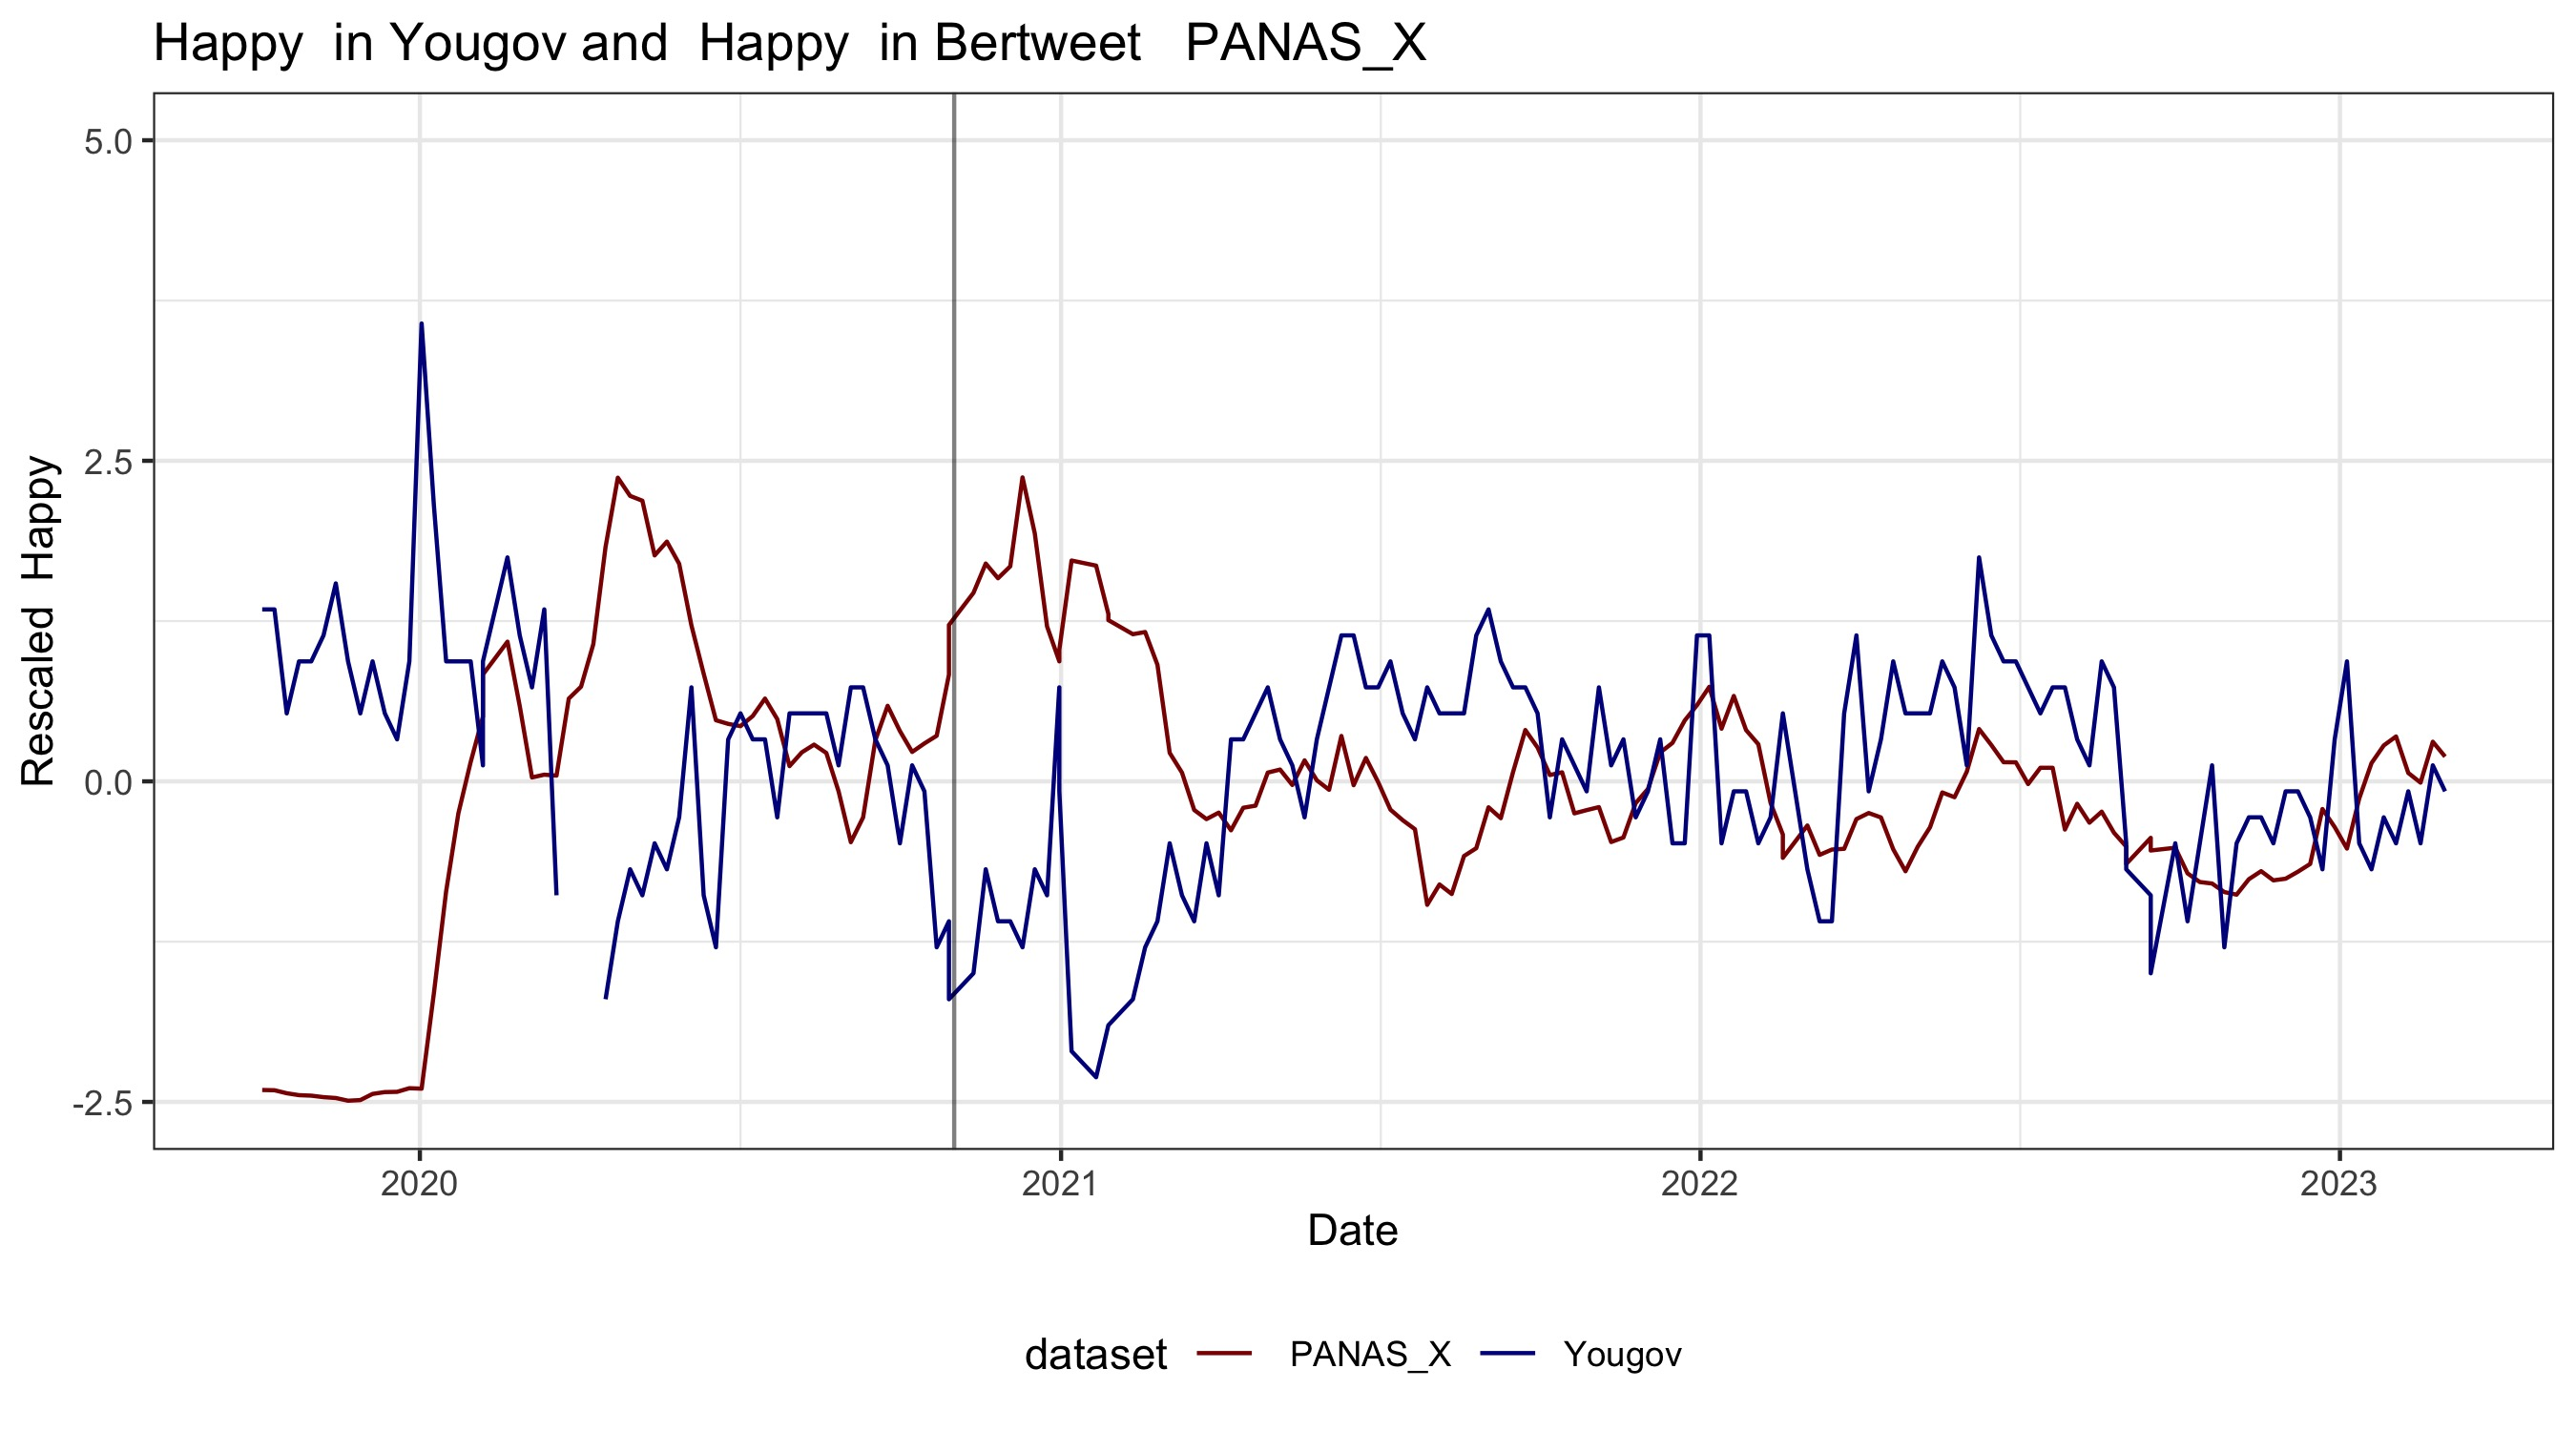 Happy  in Yougov and  Happy  in Bertweet   PANAS_X
Rescaled  Happy
5.0
2.5
0.0
-2.5
2020 2021 2022 2023
Date
dataset PANAS_X Yougov